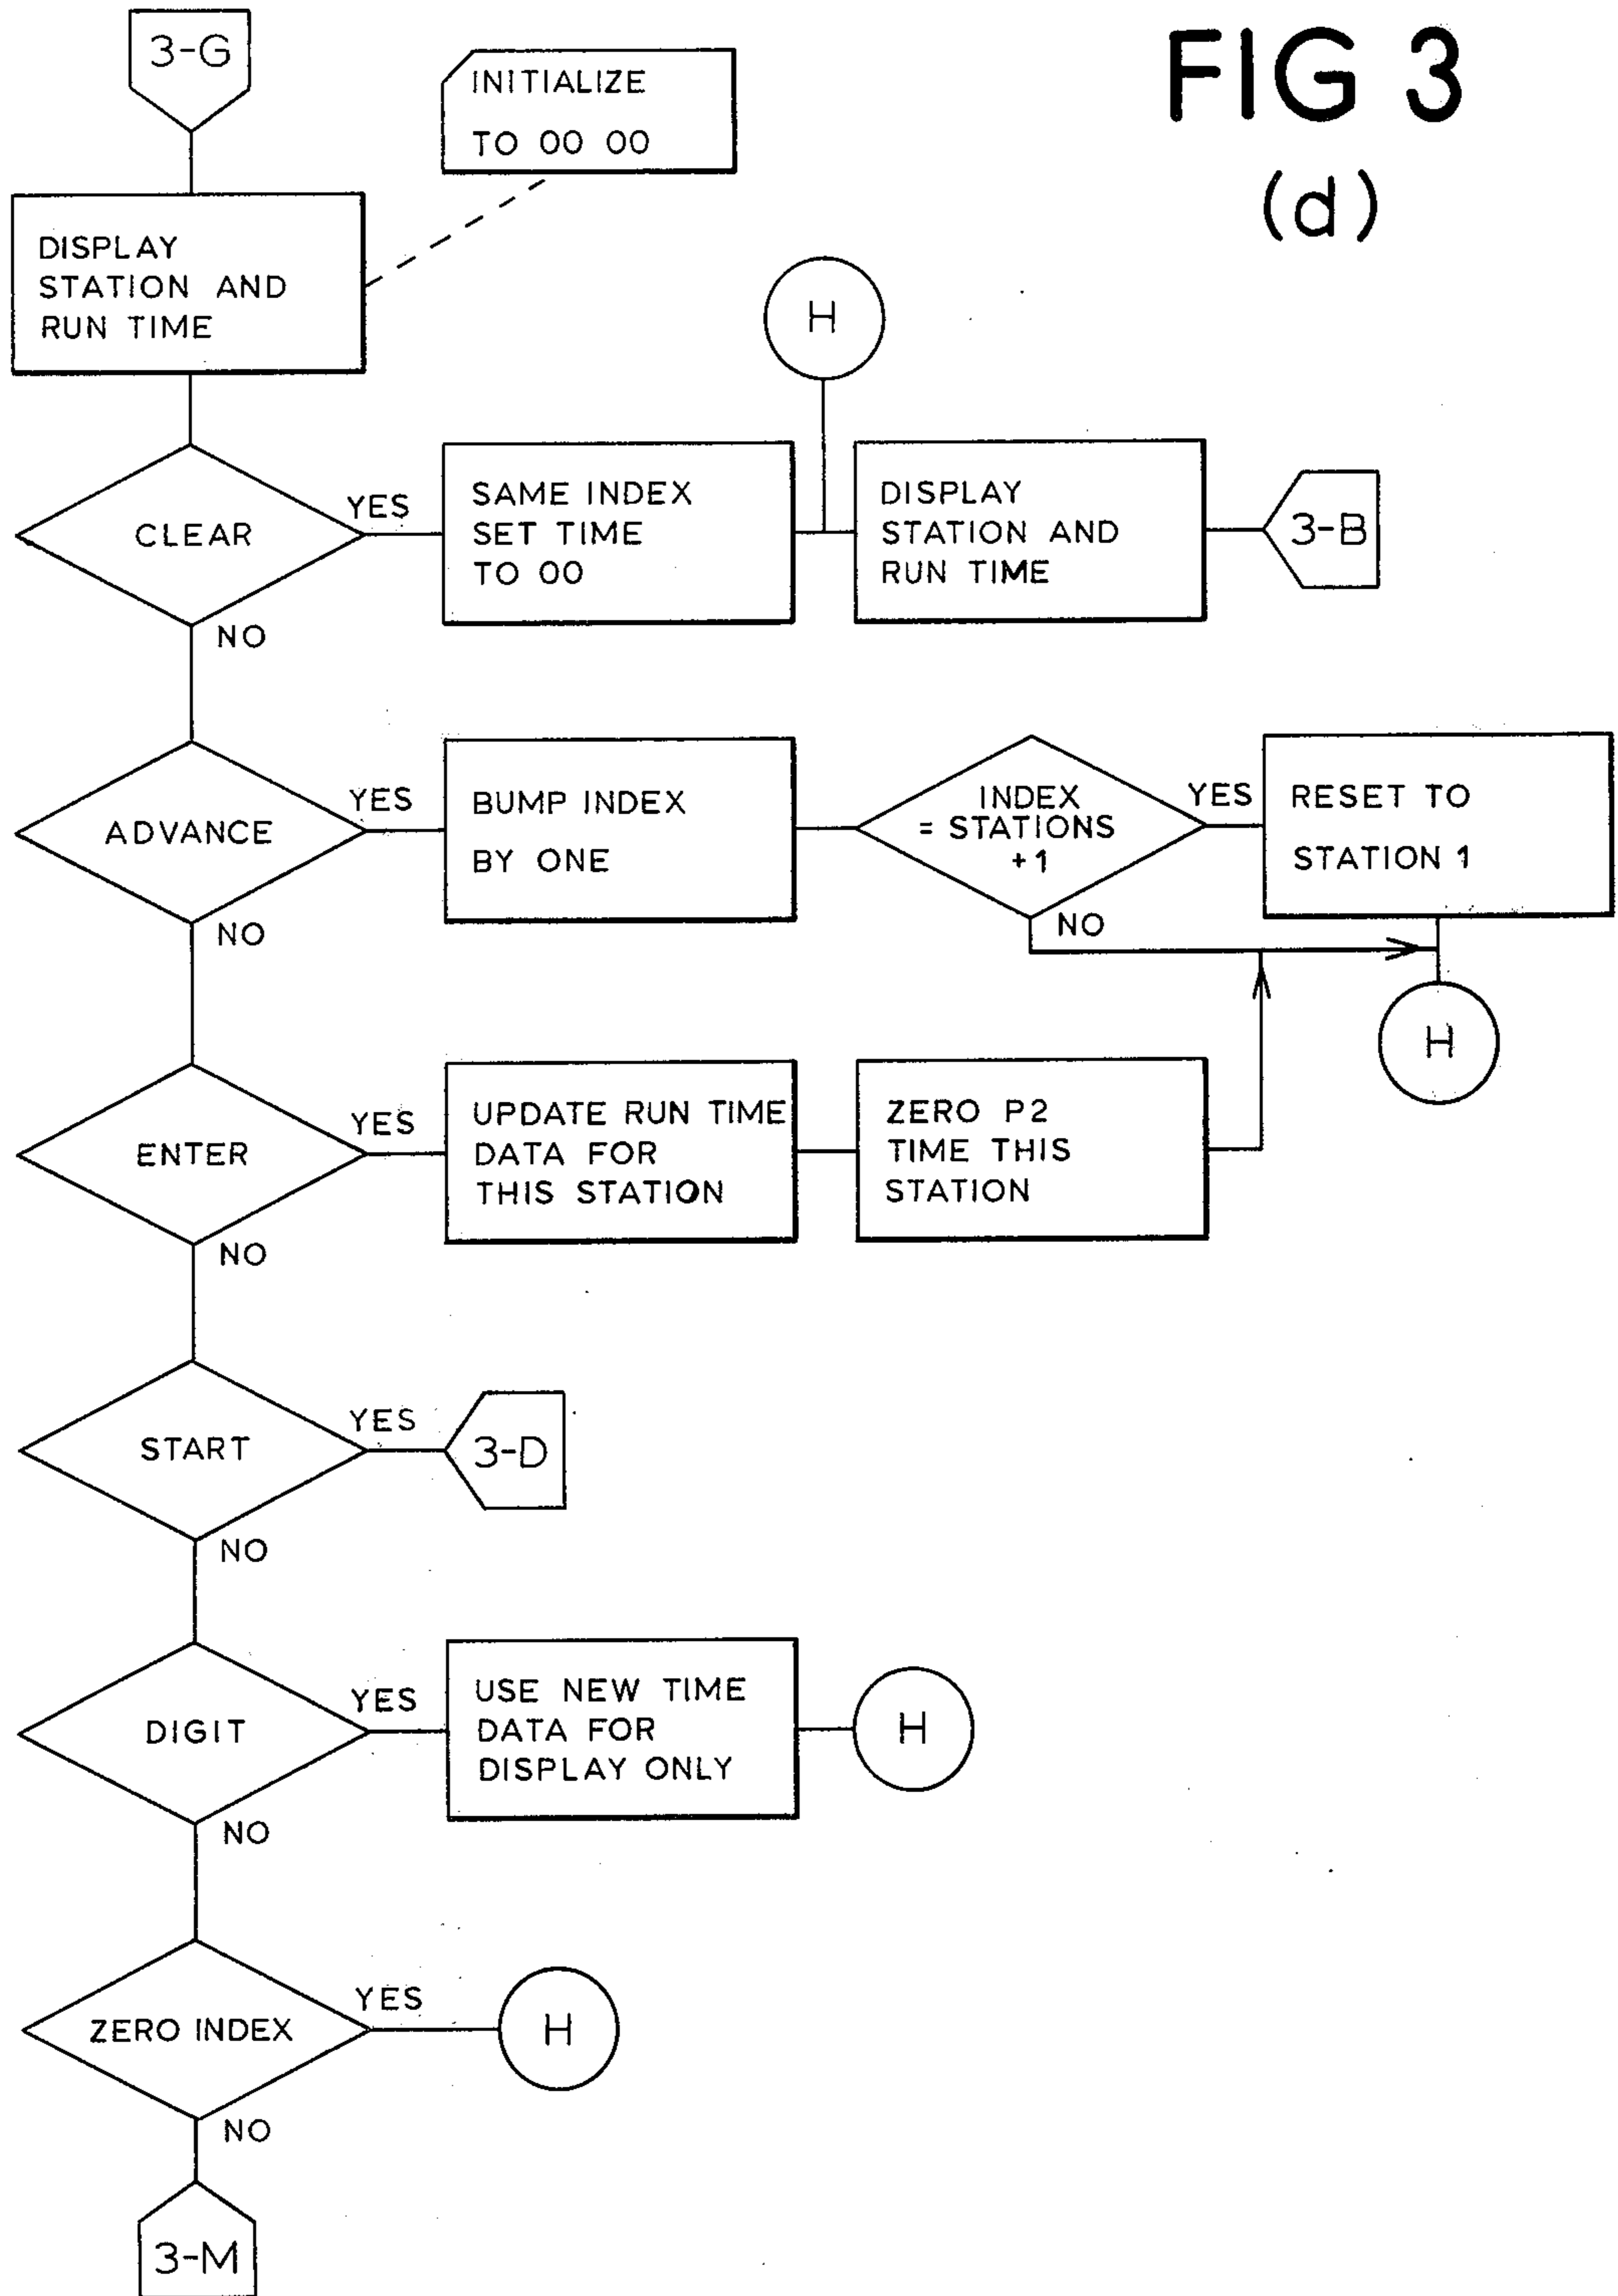 FIG 3
(d)
3-G
INITIALIZE
TO 00 00
DISPLAY
STATION AND
RUN TIME
H
CLEAR
YES
SAME INDEX
SET TIME
TO 00
DISPLAY
STATION AND
RUN TIME
3-B
NO
ADVANCE
YES
BUMP INDEX
BY ONE
INDEX
= STATIONS
+1
YES
RESET TO
STATION 1
NO
NO
H
ENTER
YES
UPDATE RUN TIME
DATA FOR
THIS STATION
ZERO P2
TIME THIS
STATION
NO
START
YES
3-D
NO
DIGIT
YES
USE NEW TIME
DATA FOR
DISPLAY ONLY
H
NO
ZERO INDEX
YES
H
NO
3-M